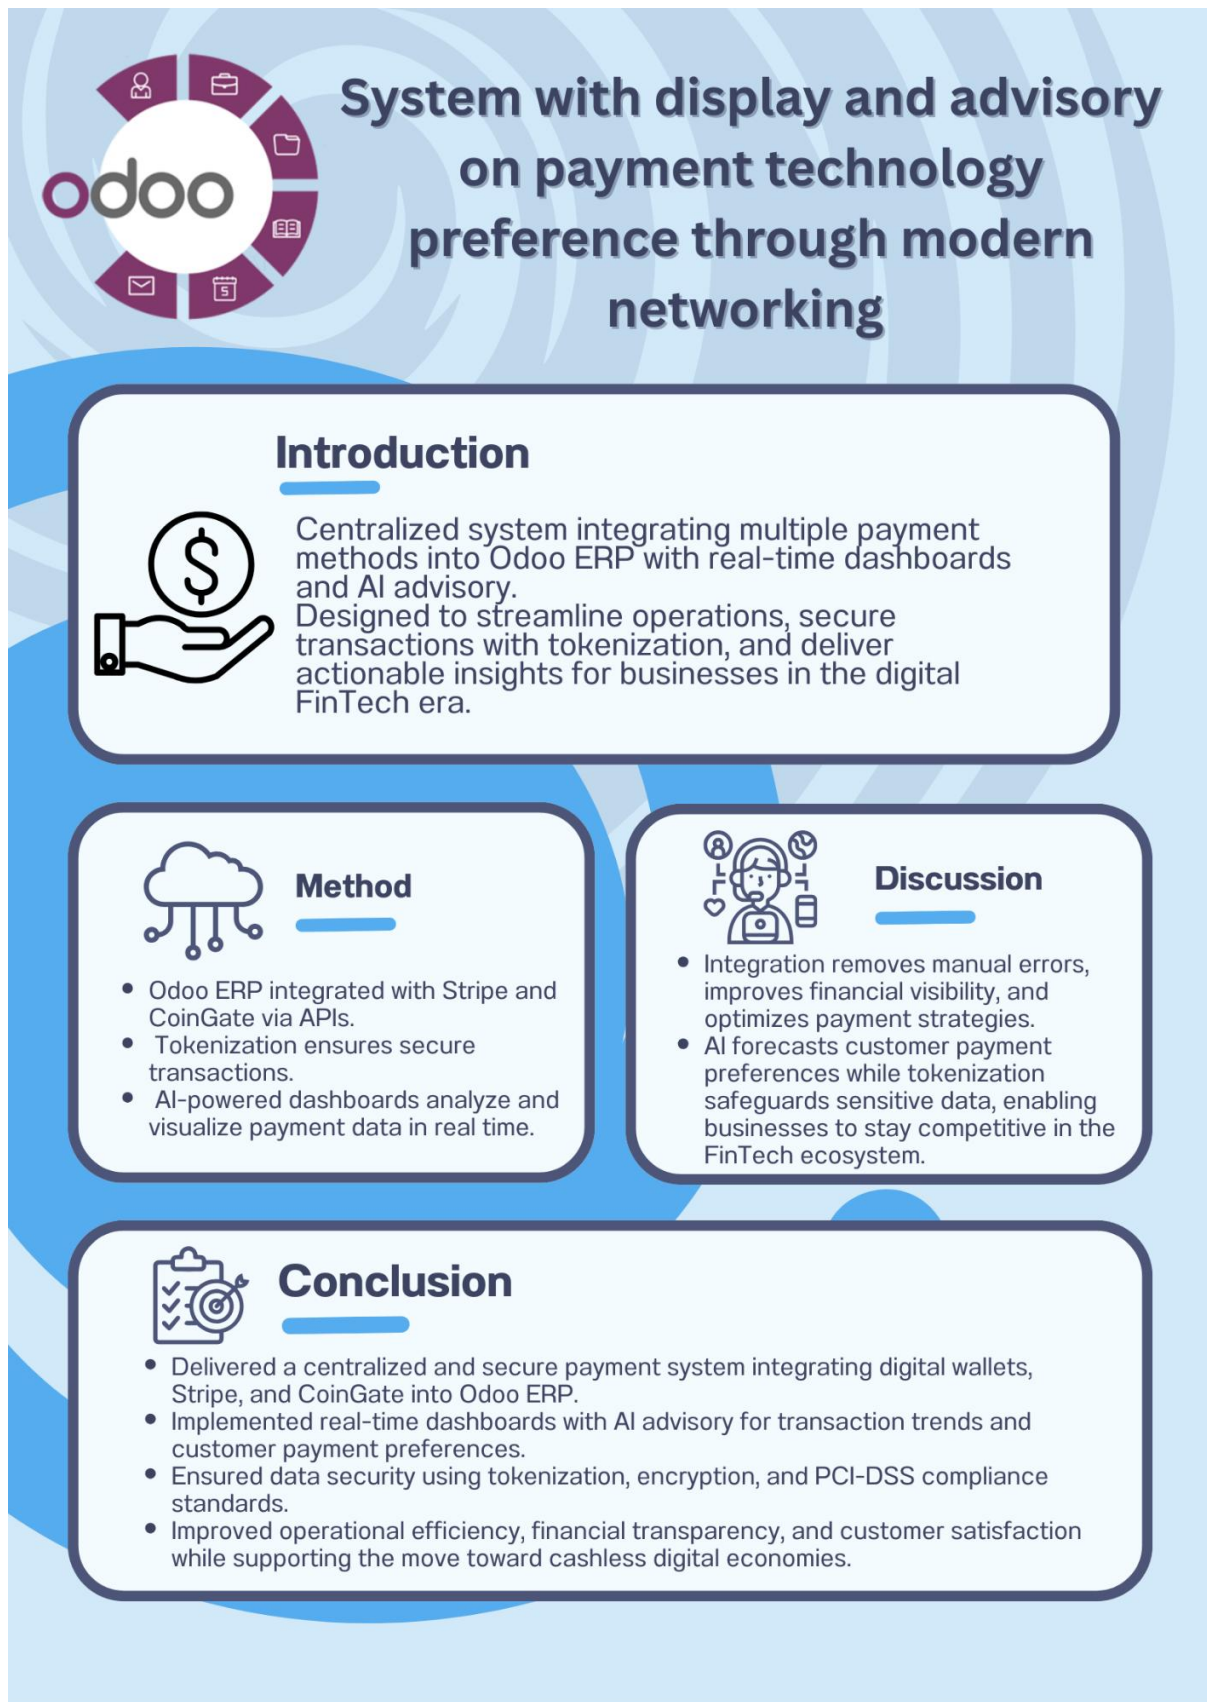 odoo
System with display and advisory
on payment technology
preference through modern
networking
5
Introduction
$
Centralized system integrating multiple payment
methods into Odoo ERP with real-time dashboards
and AI advisory.
Designed to streamline operations, secure
transactions with tokenization, and deliver
actionable insights for businesses in the digital
FinTech era.
Method
• Odoo ERP integrated with Stripe and
CoinGate via APIs.
• Tokenization ensures secure
transactions.
• AI-powered dashboards analyze and
visualize payment data in real time.
Discussion
• Integration removes manual errors,
improves financial visibility, and
optimizes payment strategies.
• AI forecasts customer payment
preferences while tokenization
safeguards sensitive data, enabling
businesses to stay competitive in the
FinTech ecosystem.
Conclusion
• Delivered a centralized and secure payment system integrating digital wallets,
Stripe, and CoinGate into Odoo ERP.
• Implemented real-time dashboards with AI advisory for transaction trends and
customer payment preferences.
• Ensured data security using tokenization, encryption, and PCI-DSS compliance
standards.
• Improved operational efficiency, financial transparency, and customer satisfaction
while supporting the move toward cashless digital economies.